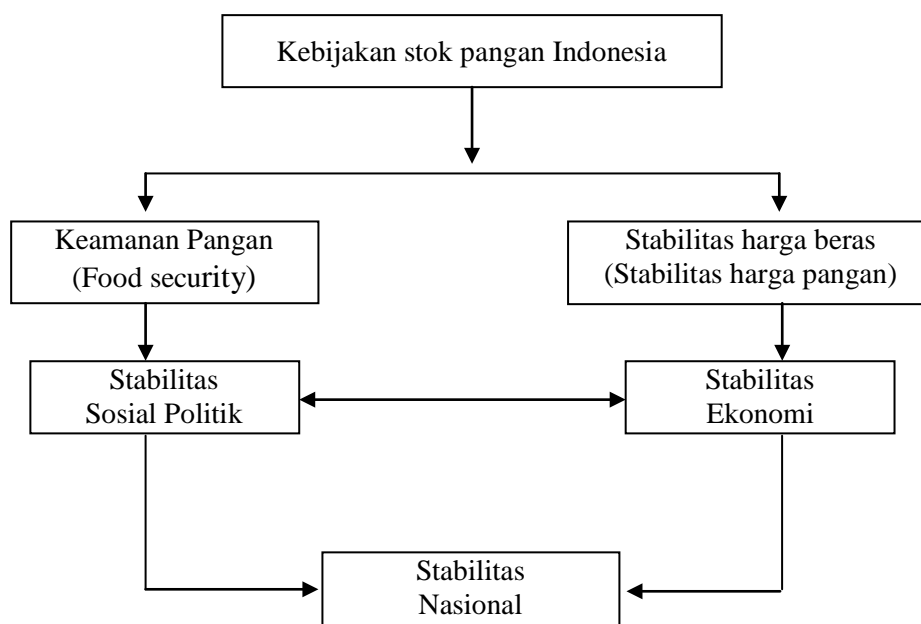 Kebijakan stok pangan Indonesia
Keamanan Pangan
(Food security)
Stabilitas harga beras
(Stabilitas harga pangan)
Stabilitas
Sosial Politik
Stabilitas
Ekonomi
Stabilitas
Nasional